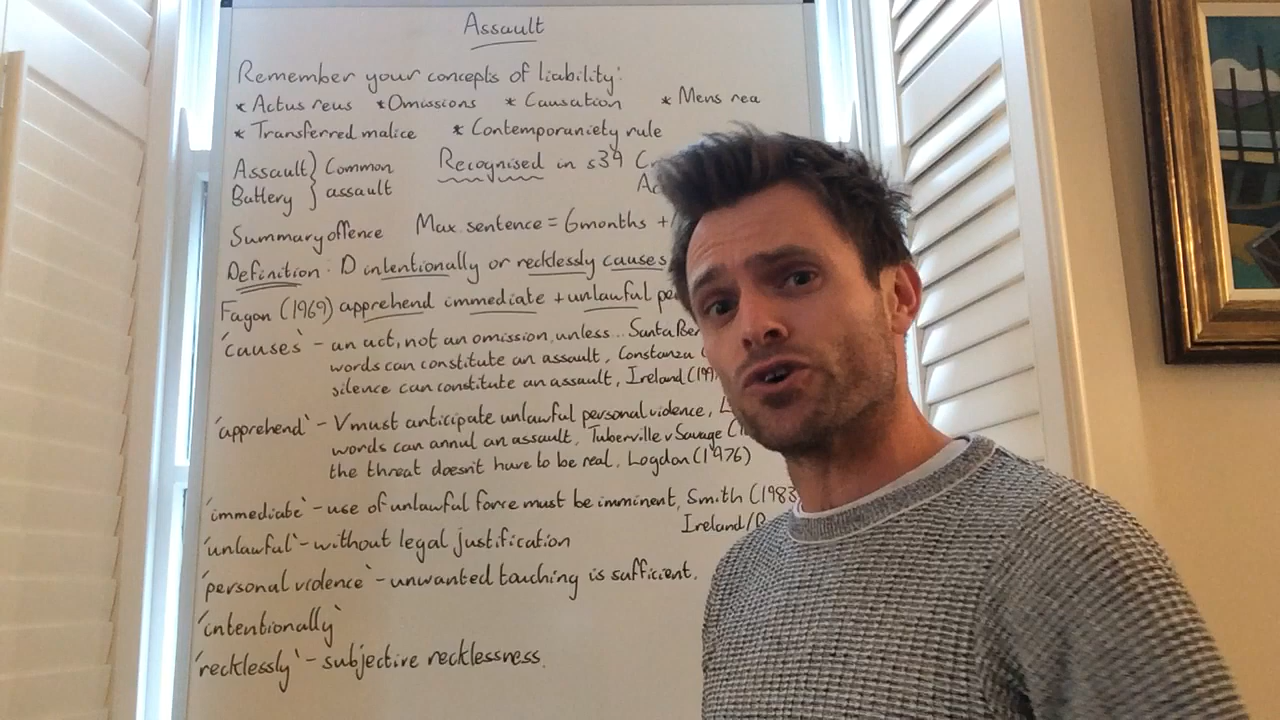 Assault
Remember your concepts of liability:
* Actus reus * Omissions * Causation * Mens rea
* Transferred malice * Contemporaniety rule
Assault } Common Recognised in s39
Battery } assault
Summary offence Max sentence = 6 months +
Definition: D intentionally or recklessly causes
Fagan (1969) apprehend immediate + unlawful
'causes' - an act, not an omission, unless...
words can constitute an assault, Constanza
silence can constitute an assault, Ireland
'apprehend' - V must anticipate unlawful personal violence,
words can annul an assault, Tuberville v Savage
the threat doesn't have to be real, Logdon (1976)
'immediate' - use of unlawful force must be imminent, Smith (1983
Ireland/
'unlawful' - without legal justification
'personal violence' - unwanted touching is sufficient.
'intentionally'
'recklessly' - subjective recklessness.